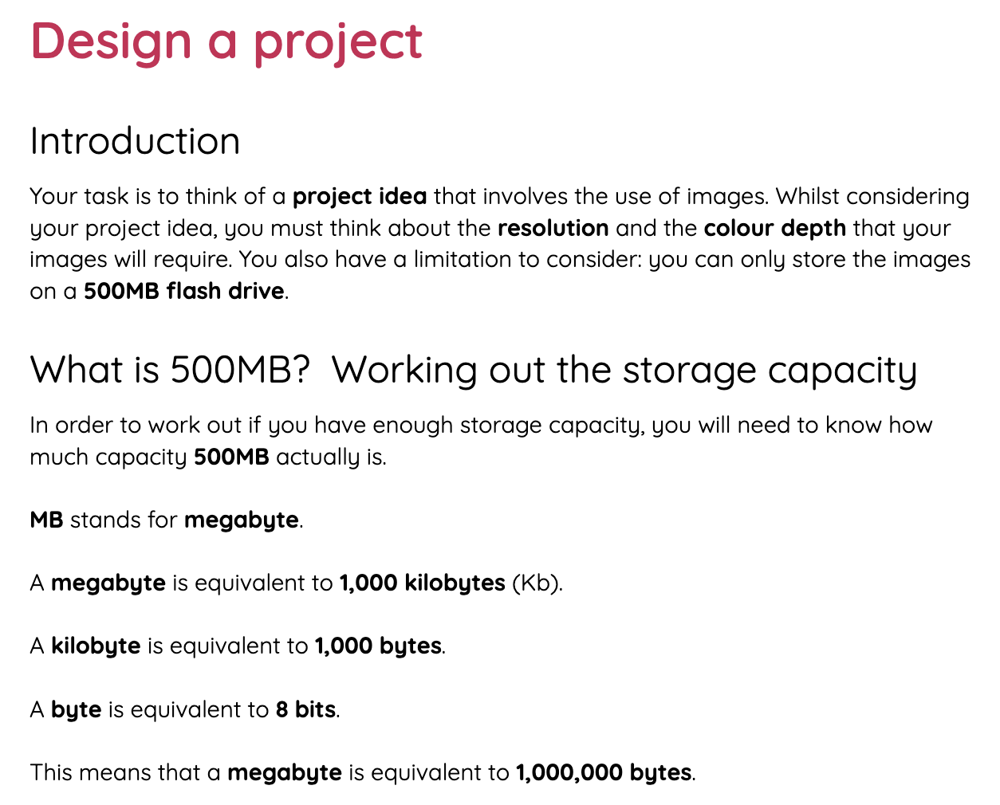 Design a project
Introduction
Your task is to think of a project idea that involves the use of images. Whilst considering
your project idea, you must think about the resolution and the colour depth that your
images will require. You also have a limitation to consider: you can only store the images
on a 500MB flash drive.
What is 500MB? Working out the storage capacity
In order to work out if you have enough storage capacity, you will need to know how
much capacity 500MB actually is.
MB stands for megabyte.
A megabyte is equivalent to 1,000 kilobytes (Kb).
A kilobyte is equivalent to 1,000 bytes.
A byte is equivalent to 8 bits.
This means that a megabyte is equivalent to 1,000,000 bytes.